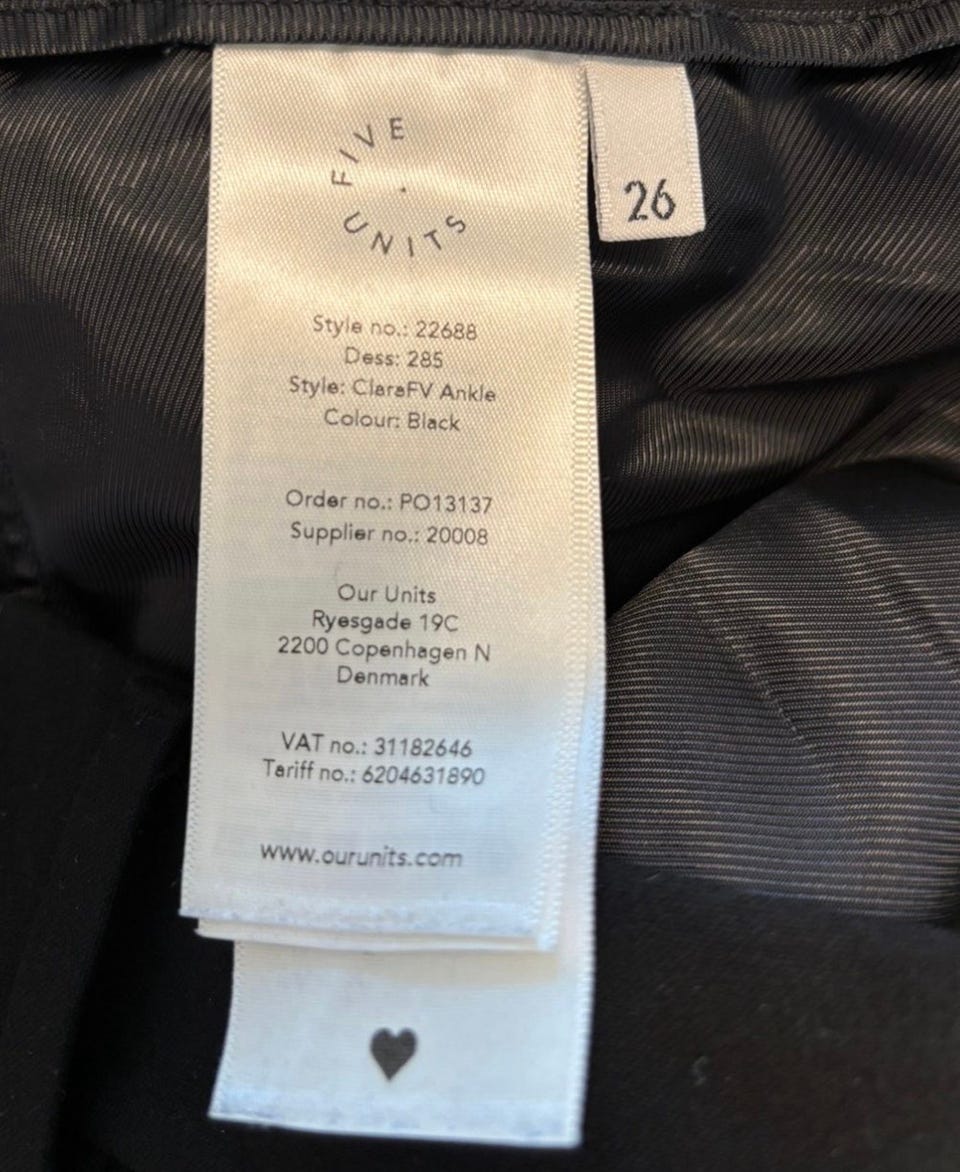 FIVE
UNITS
26
Style no.: 22688
Dess: 285
Style: ClaraFV Ankle
Colour: Black
Order no.: PO13137
Supplier no.: 20008
Our Units
Ryesgade 19C
2200 Copenhagen N
Denmark
VAT no.: 31182646
Tariff no.: 6204631890
www.ourunits.com